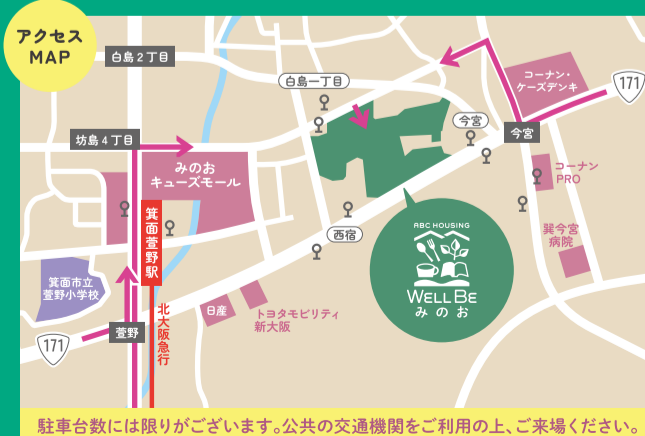 アクセス
MAP
白島2丁目
白島一丁目
コーナン・
ケーズデンキ
171
今宮
今宮
坊島4丁目
みのお
キューズモール
コーナン
PRO
箕面萱野駅
西宿
巽今宮
病院
ABC HOUSING
WELLBE
みのお
箕面市立
萱野小学校
日産
トヨタモビリティ
新大阪
北大阪急行
萱野
171
駐車台数には限りがございます。公共の交通機関をご利用の上、ご来場ください。